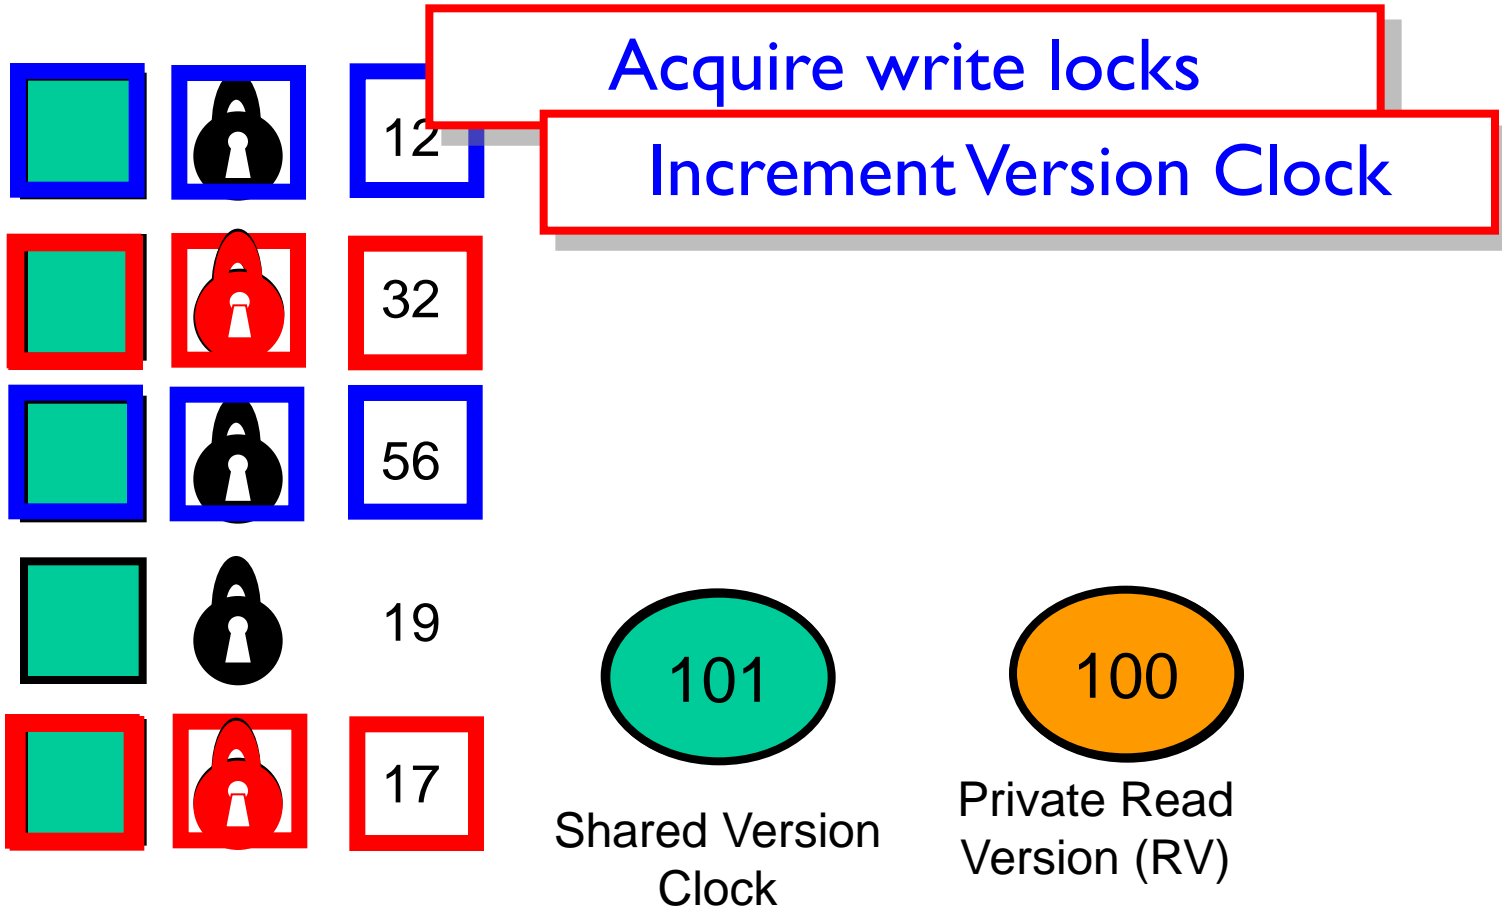 Acquire write locks
Increment Version Clock
12
32
56
19
17
101
100
Shared Version
Clock
Private Read
Version (RV)